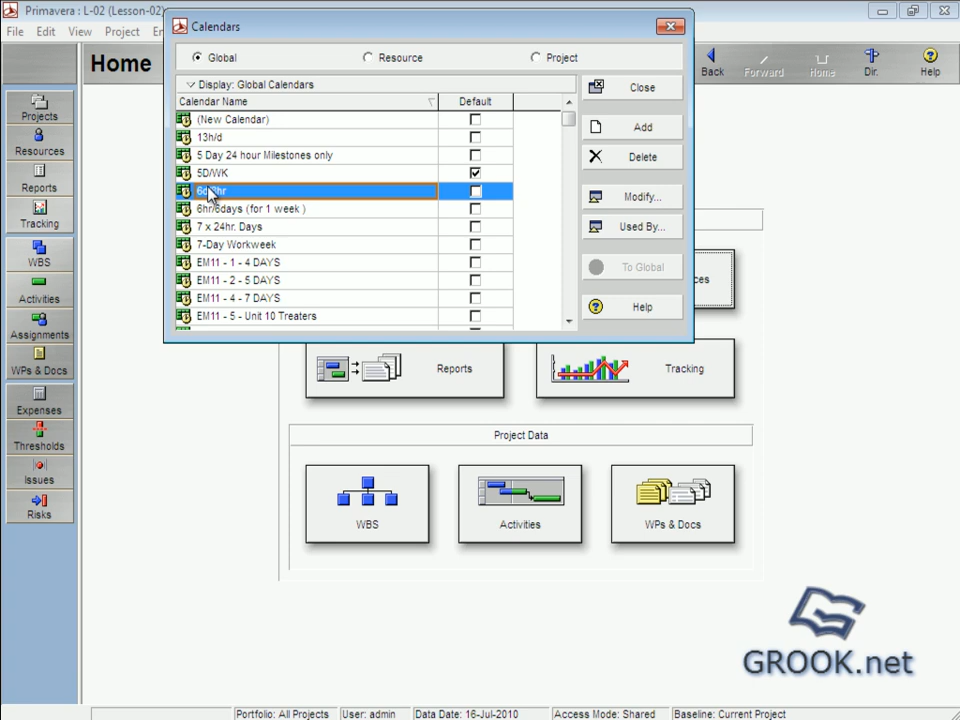 Primavera : L-02 (Lesson-02)
File Edit View Project
Home
Back
Forward
Home
Dir.
Help
Projects
Resources
Reports
Tracking
WBS
Activities
Assignments
WPs & Docs
Expenses
Thresholds
Issues
Risks
Calendars
Global
Resource
Project
Display: Global Calendars
Calendar Name Default
(New Calendar)
13h/d
5 Day 24 hour Milestones only
5D/WK
6hr/6days (for 1 week )
7 x 24hr. Days
7-Day Workweek
EM11 - 1 - 4 DAYS
EM11 - 2 - 5 DAYS
EM11 - 4 - 7 DAYS
EM11 - 5 - Unit 10 Treaters
Close
Add
Delete
Modify...
Used By...
To Global
Help
Reports
Tracking
Project Data
WBS
Activities
WPs & Docs
GROOK.net
Portfolio: All Projects User: admin Data Date: 16-Jul-2010 Access Mode: Shared Baseline: Current Project